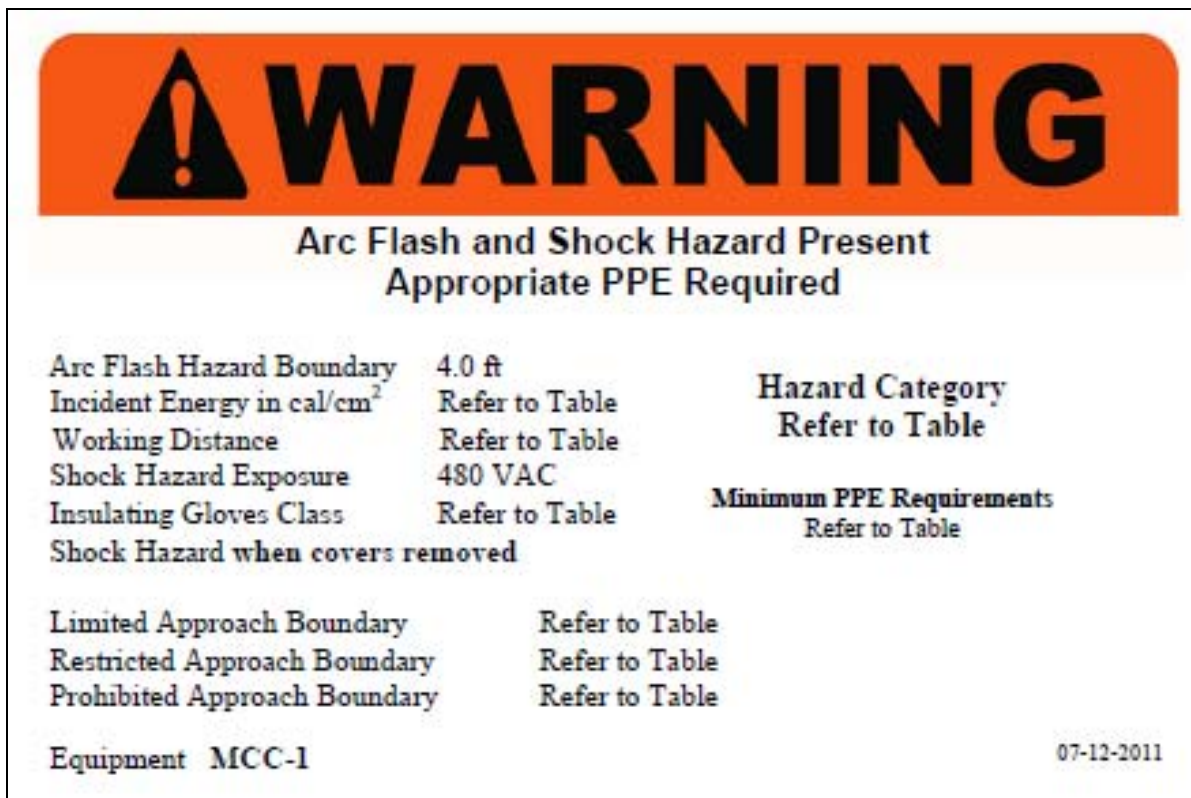 WARNING
Arc Flash and Shock Hazard Present
Appropriate PPE Required
Arc Flash Hazard Boundary 4.0 ft
Incident Energy in cal/cm² Refer to Table
Working Distance Refer to Table
Shock Hazard Exposure 480 VAC
Insulating Gloves Class Refer to Table
Shock Hazard when covers removed
Hazard Category
Refer to Table
Minimum PPE Requirements
Refer to Table
Limited Approach Boundary Refer to Table
Restricted Approach Boundary Refer to Table
Prohibited Approach Boundary Refer to Table
Equipment MCC-1
07-12-2011